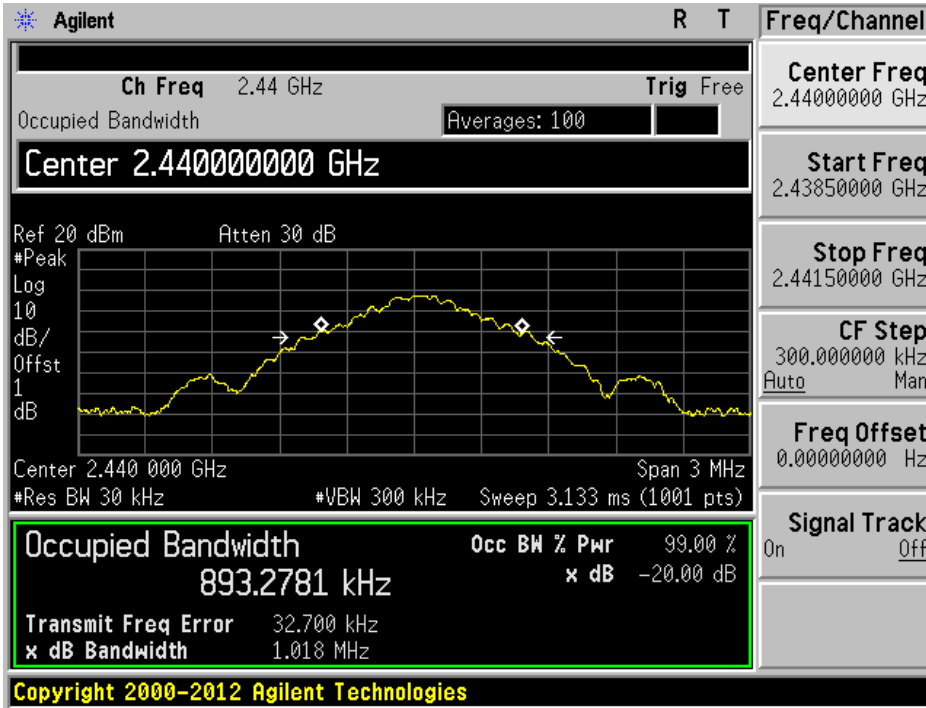 Agilent
R T
Ch Freq 2.44 GHz
Trig Free
Occupied Bandwidth
Averages: 100
Center 2.440000000 GHz
Ref 20 dBm
Atten 30 dB
#Peak
Log
10
dB/
Offst
1
dB
Center 2.440 000 GHz
Span 3 MHz
#Res BW 30 kHz
#VBW 300 kHz
Sweep 3.133 ms (1001 pts)
Occupied Bandwidth
893.2781 kHz
Occ BW % Pwr 99.00 %
x dB -20.00 dB
Transmit Freq Error 32.700 kHz
x dB Bandwidth 1.018 MHz
Copyright 2000-2012 Agilent Technologies
Freq/Channel
Center Freq
2.44000000 GHz
Start Freq
2.43850000 GHz
Stop Freq
2.44150000 GHz
CF Step
300.000000 kHz
Auto Man
Freq Offset
0.00000000 Hz
Signal Track
On Off